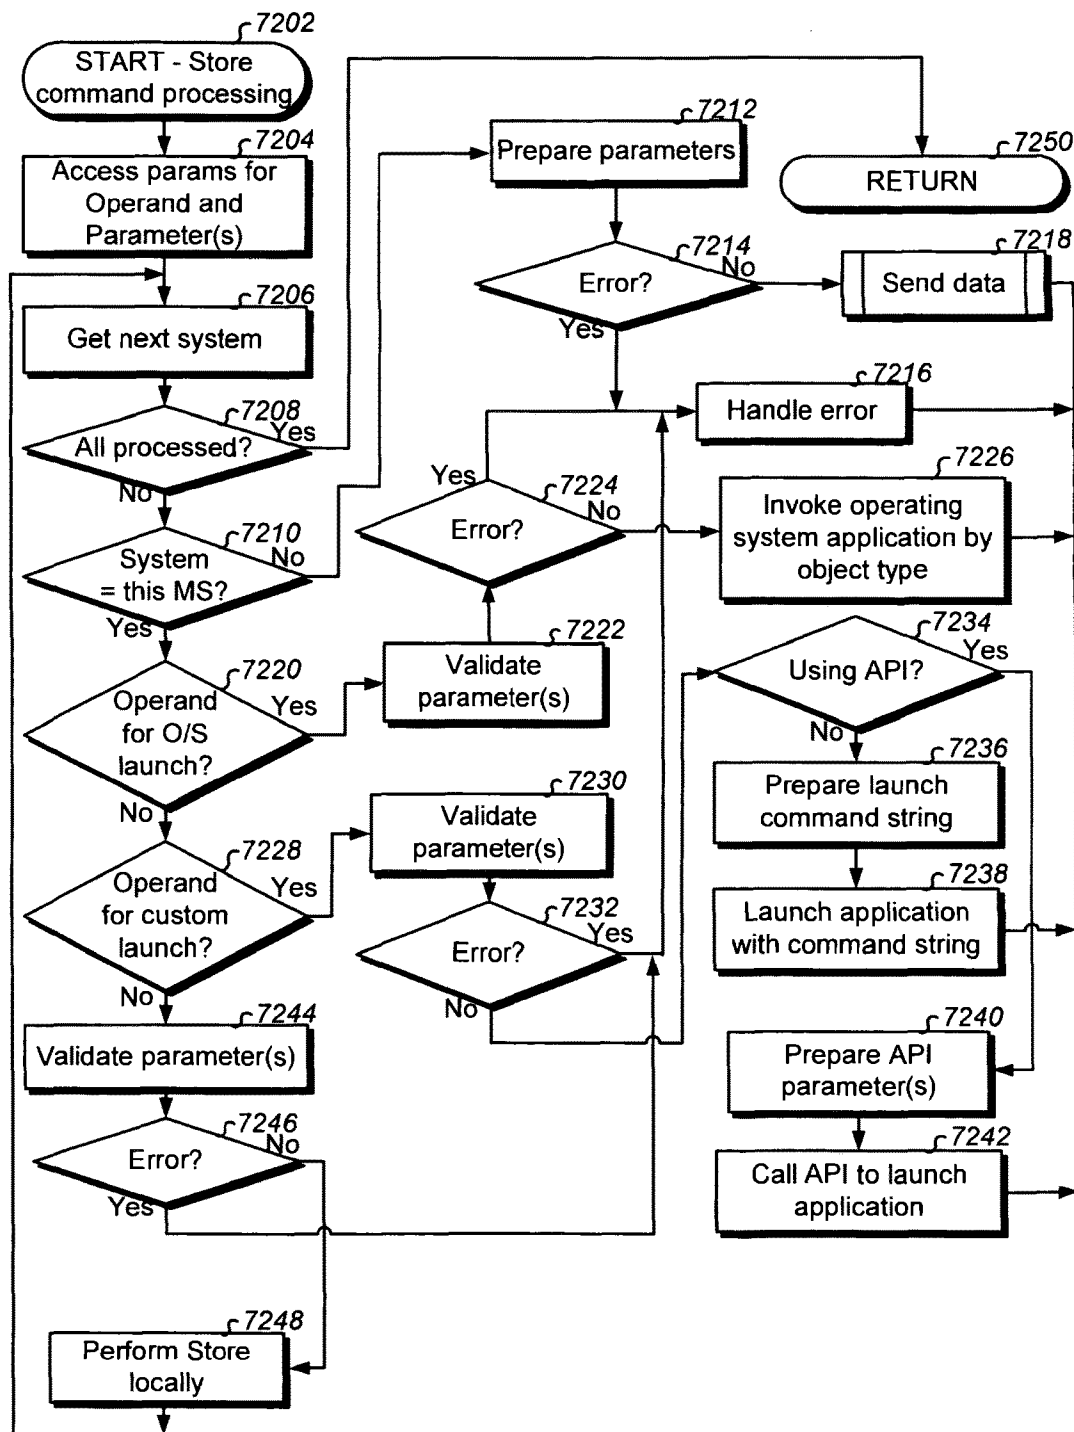 7202
START - Store
command processing
7204
Access params for
Operand and
Parameter(s)
7206
Get next system
7208
All processed?
Yes
No
7210
System
= this MS?
No
Yes
7212
Prepare parameters
7214
Error?
No
Yes
7250
RETURN
7218
Send data
7216
Handle error
7220
Operand
for O/S
launch?
Yes
No
7222
Validate
parameter(s)
7224
Error?
Yes
No
7226
Invoke operating
system application by
object type
7228
Operand
for custom
launch?
Yes
No
7230
Validate
parameter(s)
7232
Error?
Yes
No
7234
Using API?
Yes
No
7236
Prepare launch
command string
7238
Launch application
with command string
7240
Prepare API
parameter(s)
7242
Call API to launch
application
7244
Validate parameter(s)
7246
Error?
No
Yes
7248
Perform Store
locally